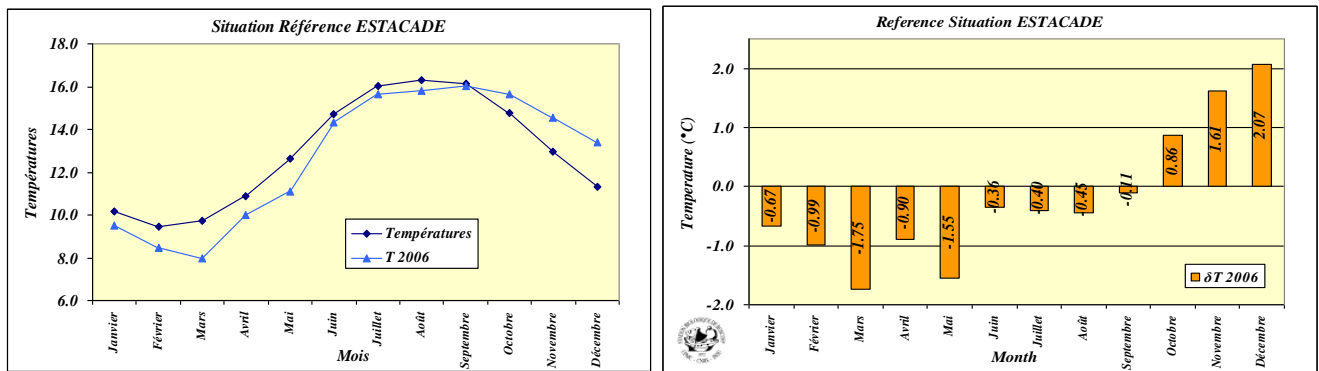 Situation Référence ESTACADE
18.0
16.0
14.0
12.0
10.0
8.0
6.0
Températures
Températures
T 2006
Janvier
Février
Mars
Avril
Mai
Juin
Juillet
Août
Septembre
Octobre
Novembre
Décembre
Mois
Reference Situation ESTACADE
2.0
1.0
0.0
-1.0
-2.0
Temperature (°C)
-0.67
-0.99
-1.75
-0.90
-1.55
-0.36
-0.40
-0.45
-0.11
0.86
1.61
2.07
δT 2006
Janvier
Février
Mars
Avril
Mai
Juin
Juillet
Août
Septembre
Octobre
Novembre
Décembre
Month